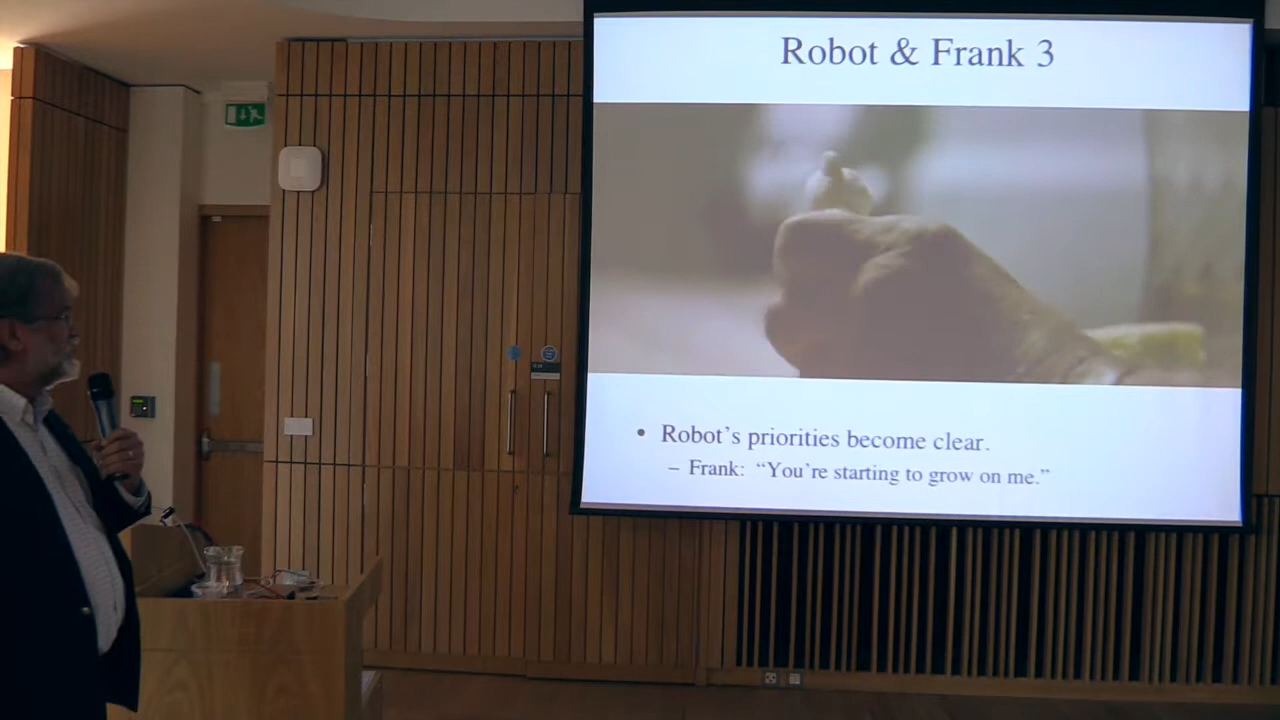 Robot & Frank 3
• Robot's priorities become clear.
– Frank: "You're starting to grow on me."